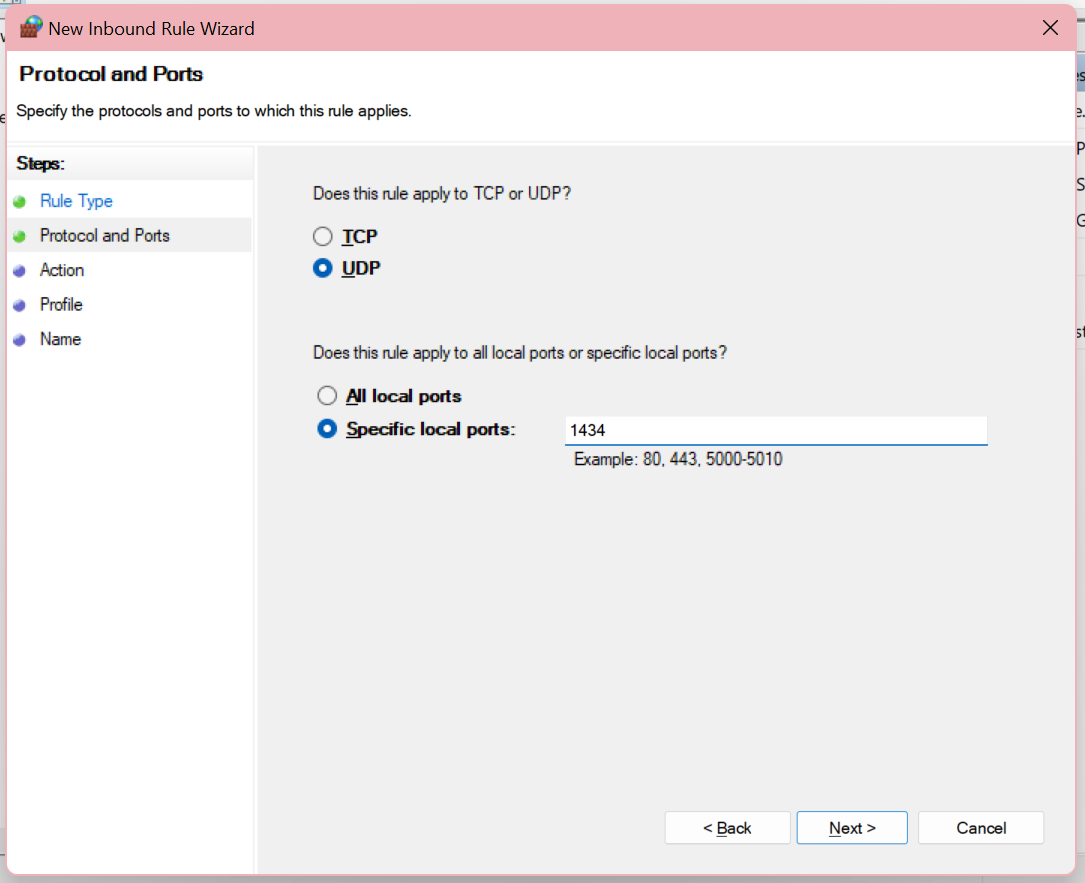 New Inbound Rule Wizard
Protocol and Ports
Specify the protocols and ports to which this rule applies.
Steps:
Rule Type
Protocol and Ports
Action
Profile
Name
Does this rule apply to TCP or UDP?
TCP
UDP
Does this rule apply to all local ports or specific local ports?
All local ports
Specific local ports:
1434
Example: 80, 443, 5000-5010
< Back
Next >
Cancel